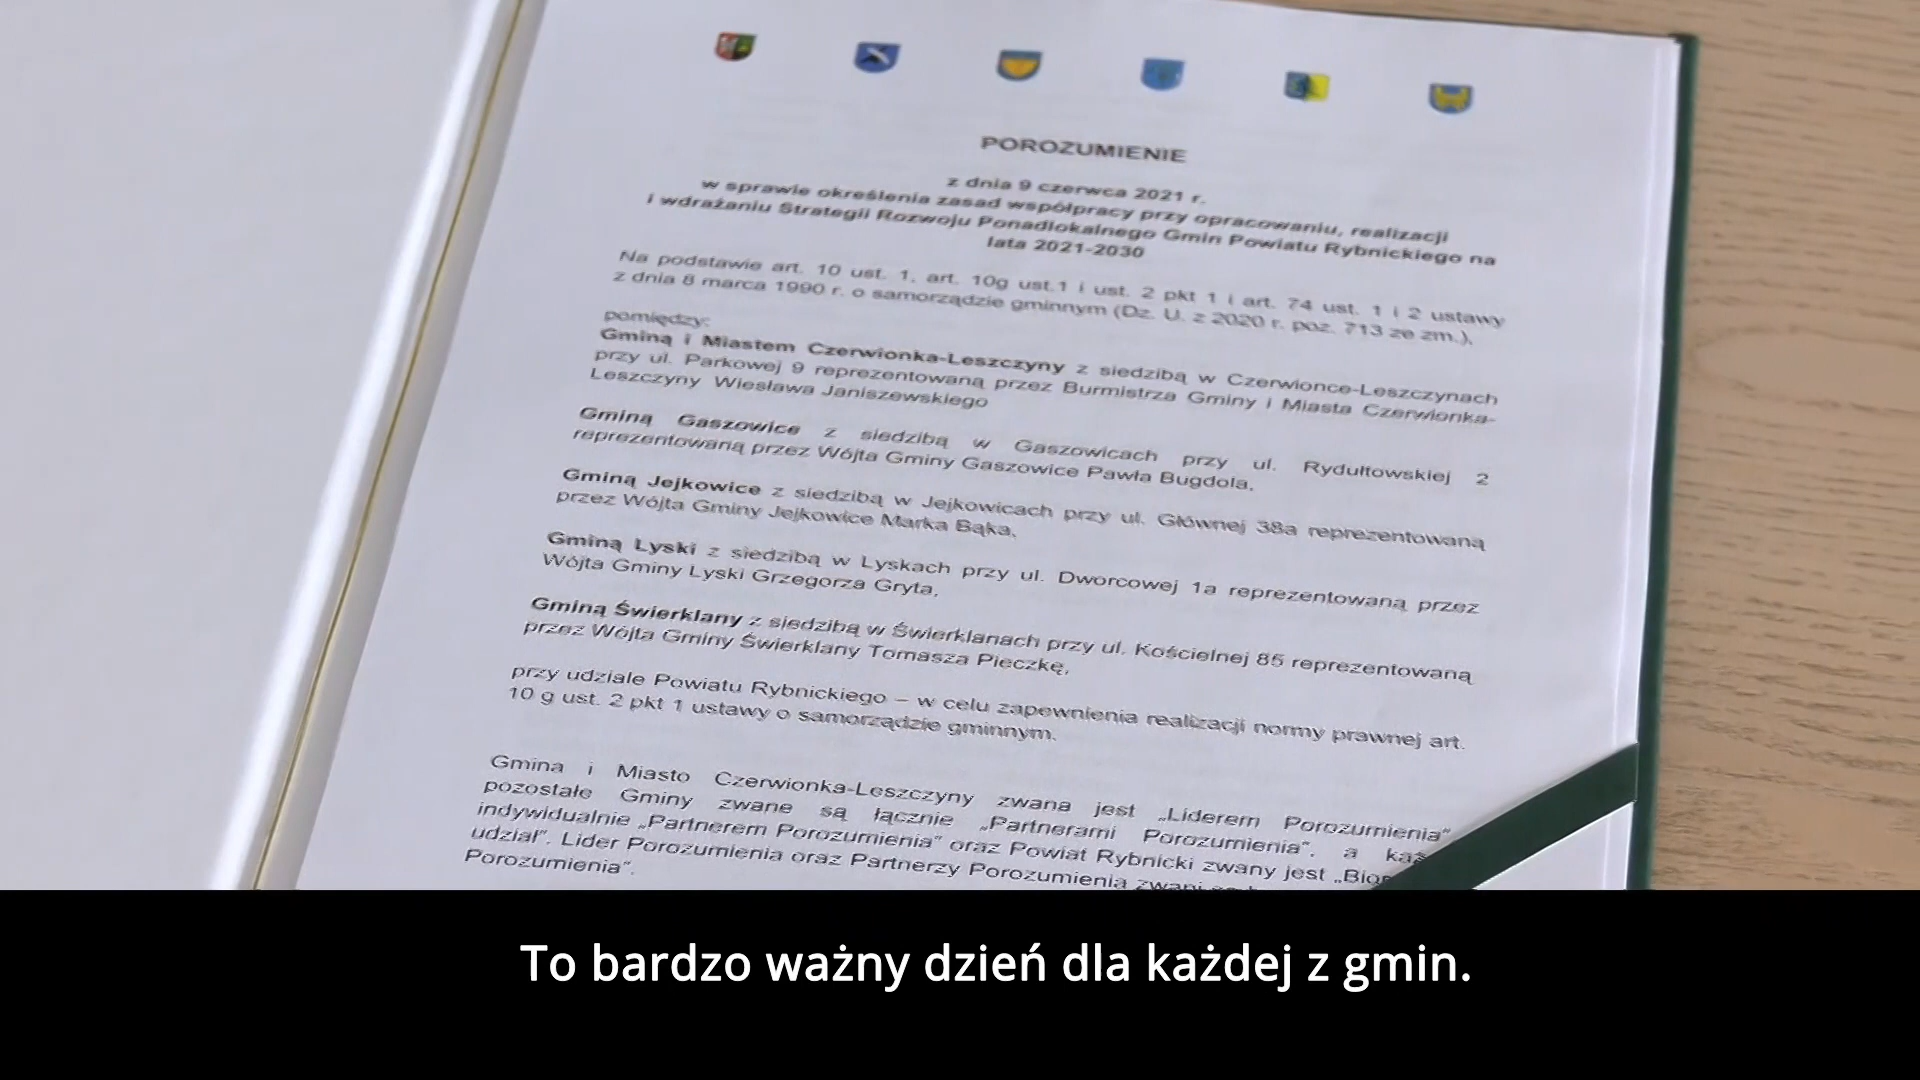 POROZUMIENIE
z dnia 9 czerwca 2021 r.
w sprawie określenia zasad współpracy przy opracowaniu, realizacji
i wdrażaniu Strategii Rozwoju Ponadlokalnego Gmin Powiatu Rybnickiego na
lata 2021-2030
Na podstawie art. 10 ust. 1, art. 10g ust.1 i ust. 2 pkt 1 i art. 74 ust. 1 i 2 ustawy
z dnia 8 marca 1990 r. o samorządzie gminnym (Dz. U. z 2020 r. poz. 713 ze zm.),
pomiędzy:
Gminą i Miastem Czerwionka-Leszczyny z siedzibą w Czerwionce-Leszczynach
przy ul. Parkowej 9 reprezentowaną przez Burmistrza Gminy i Miasta Czerwionka-
Leszczyny Wiesława Janiszewskiego
Gminą Gaszowice z siedzibą w Gaszowicach przy ul. Rydułtowskiej 2
reprezentowaną przez Wójta Gminy Gaszowice Pawła Bugdola,
Gminą Jejkowice z siedzibą w Jejkowicach przy ul. Głównej 38a reprezentowaną
przez Wójta Gminy Jejkowice Marka Bąka,
Gminą Lyski z siedzibą w Lyskach przy ul. Dworcowej 1a reprezentowaną przez
Wójta Gminy Lyski Grzegorza Gryta,
Gminą Świerklany z siedzibą w Świerklanach przy ul. Kościelnej 85 reprezentowaną
przez Wójta Gminy Świerklany Tomasza Pieczkę,
przy udziale Powiatu Rybnickiego – w celu zapewnienia realizacji normy prawnej art.
10 g ust. 2 pkt 1 ustawy o samorządzie gminnym.
Gmina i Miasto Czerwionka-Leszczyny zwana jest „Liderem Porozumienia"
pozostałe Gminy zwane są łącznie „Partnerami Porozumienia", a
indywidualnie „Partnerem Porozumienia" oraz Powiat Rybnicki zwany jest
udział". Lider Porozumienia oraz Partnerzy Porozumienia zwani
Porozumienia".
To bardzo ważny dzień dla każdej z gmin.